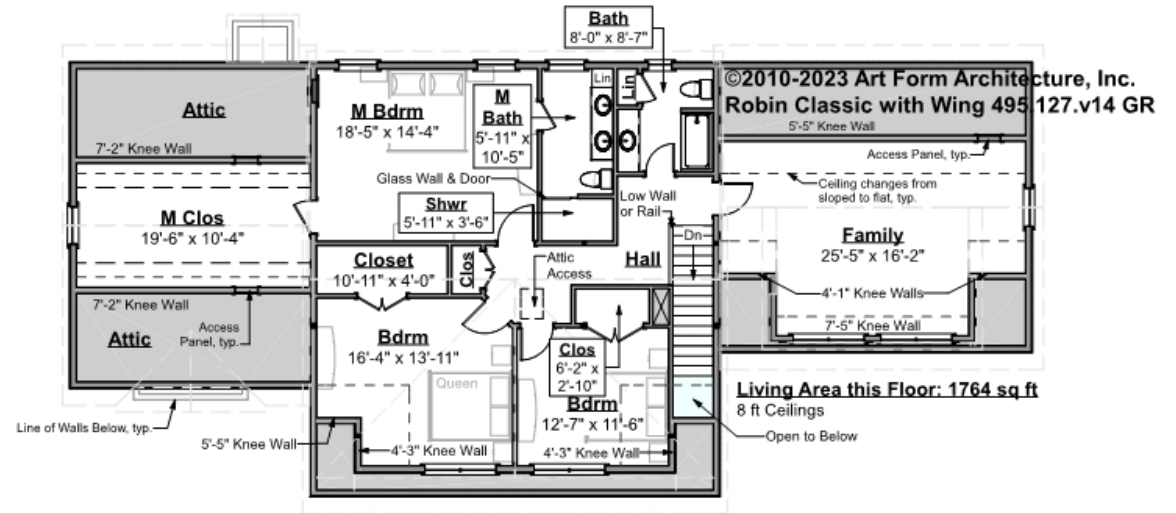 Bath
8'-0" x 8'-7"
©2010-2023 Art Form Architecture, Inc.
Robin Classic with Wing 495.127.v14 GR
Attic
7'-2" Knee Wall
M Bdrm
18'-5" x 14'-4"
M
Bath
5'-11" x
10'-5"
Lin
Lin
5'-5" Knee Wall
Access Panel, typ.
Glass Wall & Door
Shwr
5'-11" x 3'-6"
Low Wall
or Rail
Ceiling changes from
sloped to flat, typ.
M Clos
19'-6" x 10'-4"
Dn
Family
25'-5" x 16'-2"
Closet
10'-11" x 4'-0"
Clos
Attic
Access
Hall
7'-2" Knee Wall
Attic
Access
Panel, typ.
4'-1" Knee Walls
7'-5" Knee Wall
Bdrm
16'-4" x 13'-11"
Queen
Clos
6'-2" x
2'-10"
Bdrm
12'-7" x 11'-6"
Living Area this Floor: 1764 sq ft
8 ft Ceilings
Open to Below
Line of Walls Below, typ.
5'-5" Knee Wall
4'-3" Knee Wall
4'-3" Knee Wall